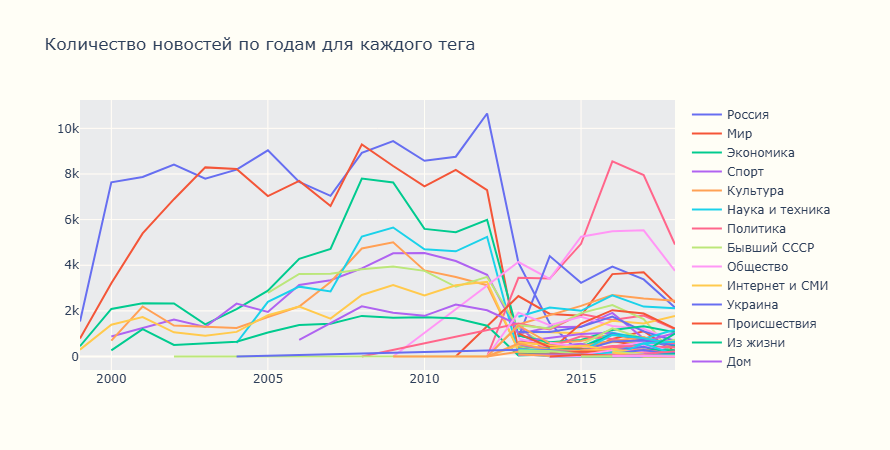 Количество новостей по годам для каждого тега
10k
8k
6k
4k
2k
0
2000
2005
2010
2015
Россия
Мир
Экономика
Спорт
Культура
Наука и техника
Политика
Бывший СССР
Общество
Интернет и СМИ
Украина
Происшествия
Из жизни
Дом